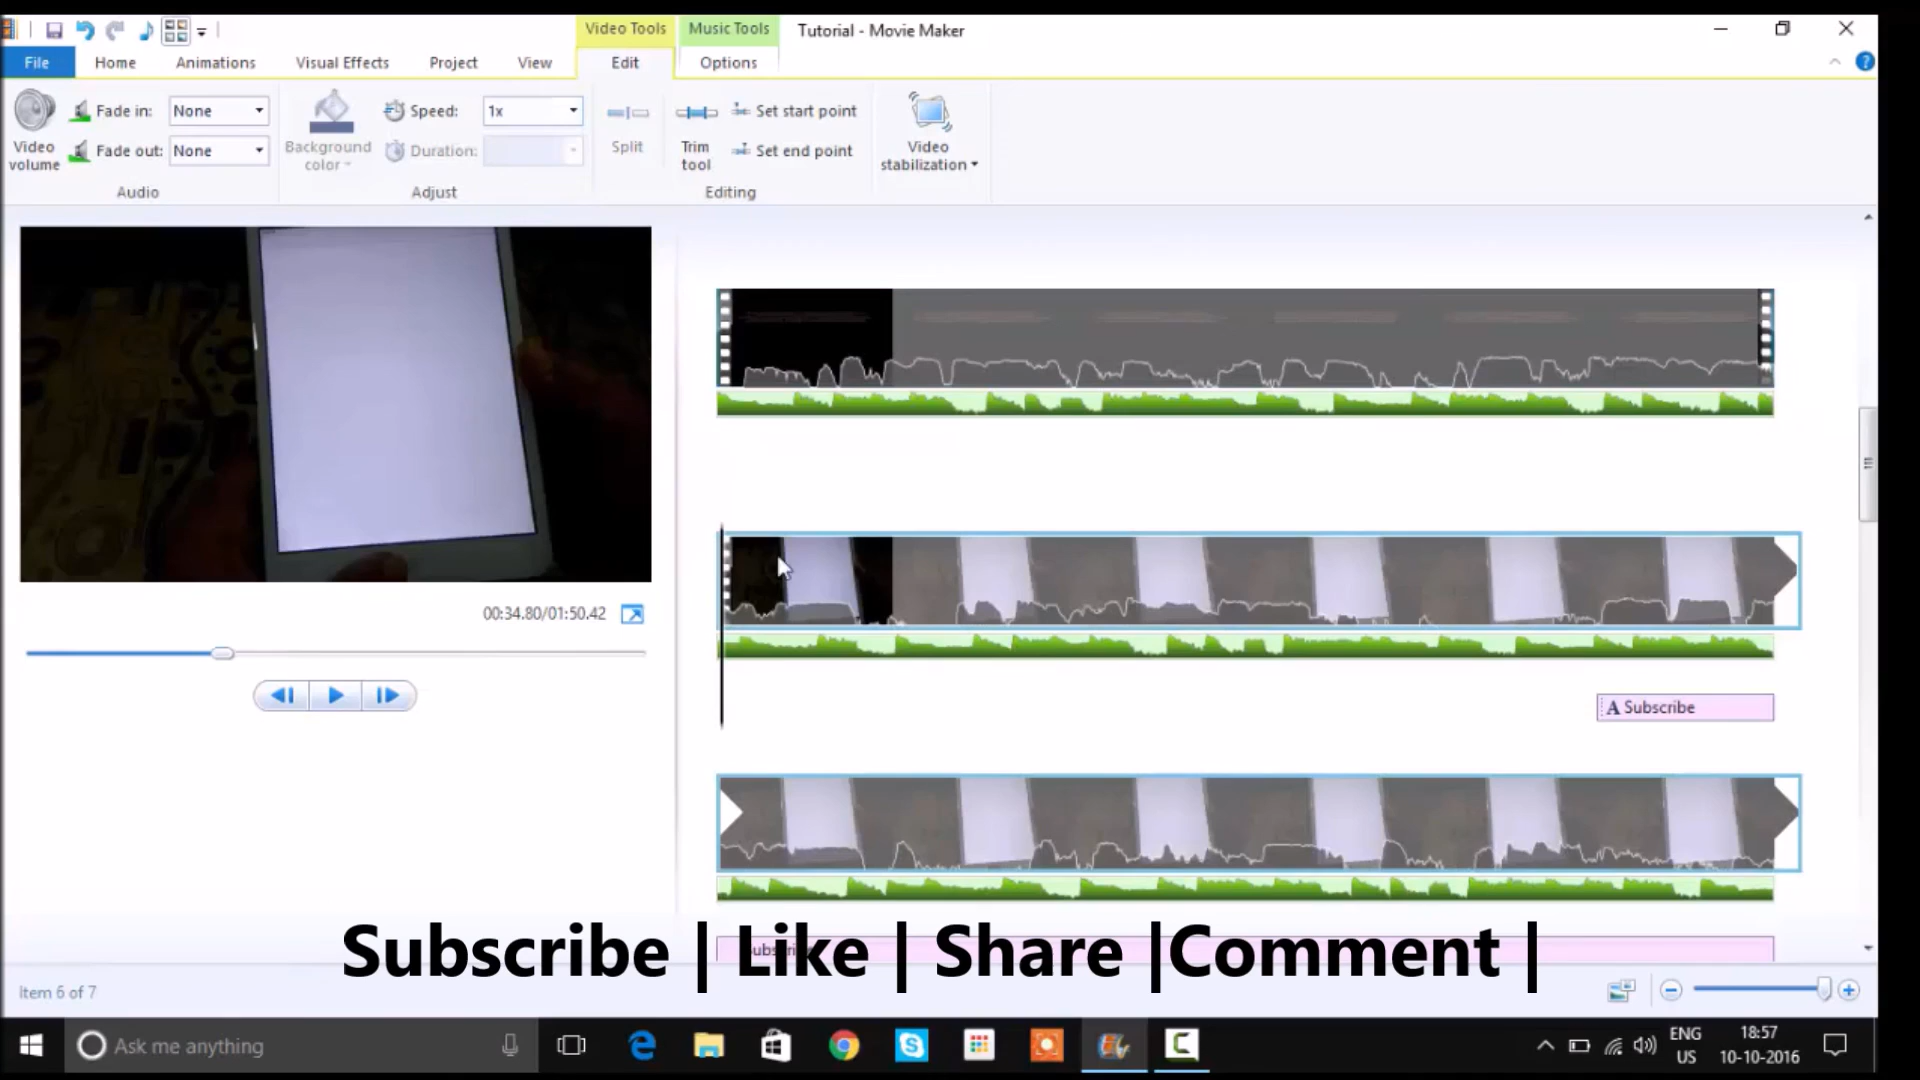 Video Tools
Music Tools
Tutorial - Movie Maker
File
Home
Animations
Visual Effects
Project
View
Edit
Options
Video volume
Fade in:
None
Fade out:
None
Audio
Background color
Speed:
1x
Duration:
Adjust
Split
Trim tool
Set start point
Set end point
Editing
Video stabilization
00:34.80/01:50.42
A Subscribe
Subscribe | Like | Share |Comment |
Item 6 of 7
Ask me anything
ENG
US
18:57
10-10-2016